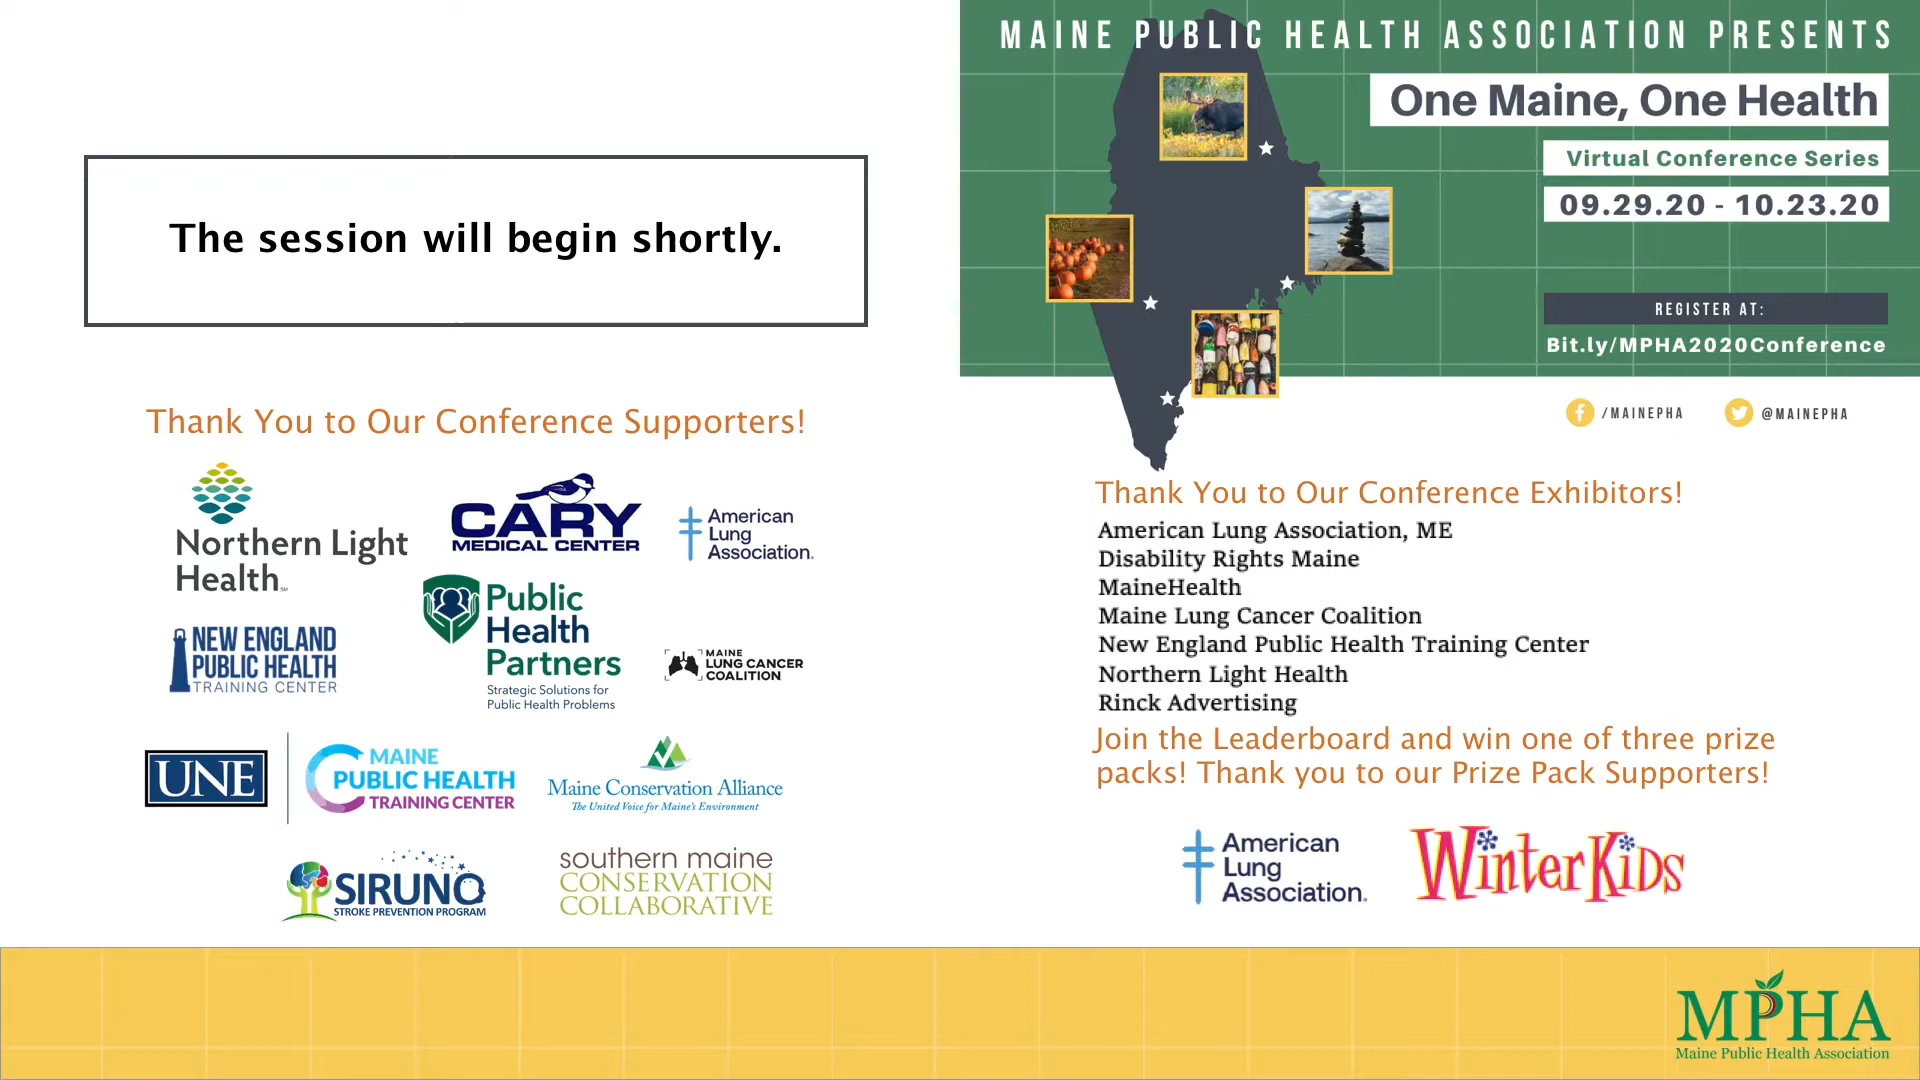 The session will begin shortly.
Thank You to Our Conference Supporters!
Northern Light
Health℠
CARY
MEDICAL CENTER
American
Lung
Association.
Public
Health
Partners
Strategic Solutions for
Public Health Problems
NEW ENGLAND
PUBLIC HEALTH
TRAINING CENTER
MAINE
LUNG CANCER
COALITION
UNE
MAINE
PUBLIC HEALTH
TRAINING CENTER
Maine Conservation Alliance
The United Voice for Maine's Environment
SIRUNO
STROKE PREVENTION PROGRAM
southern maine
CONSERVATION
COLLABORATIVE
MAINE PUBLIC HEALTH ASSOCIATION PRESENTS
One Maine, One Health
Virtual Conference Series
09.29.20 - 10.23.20
REGISTER AT:
Bit.ly/MPHA2020Conference
/MAINEPHA
@MAINEPHA
Thank You to Our Conference Exhibitors!
American Lung Association, ME
Disability Rights Maine
MaineHealth
Maine Lung Cancer Coalition
New England Public Health Training Center
Northern Light Health
Rinck Advertising
Join the Leaderboard and win one of three prize
packs! Thank you to our Prize Pack Supporters!
American
Lung
Association.
WinterKids
MPHA
Maine Public Health Association